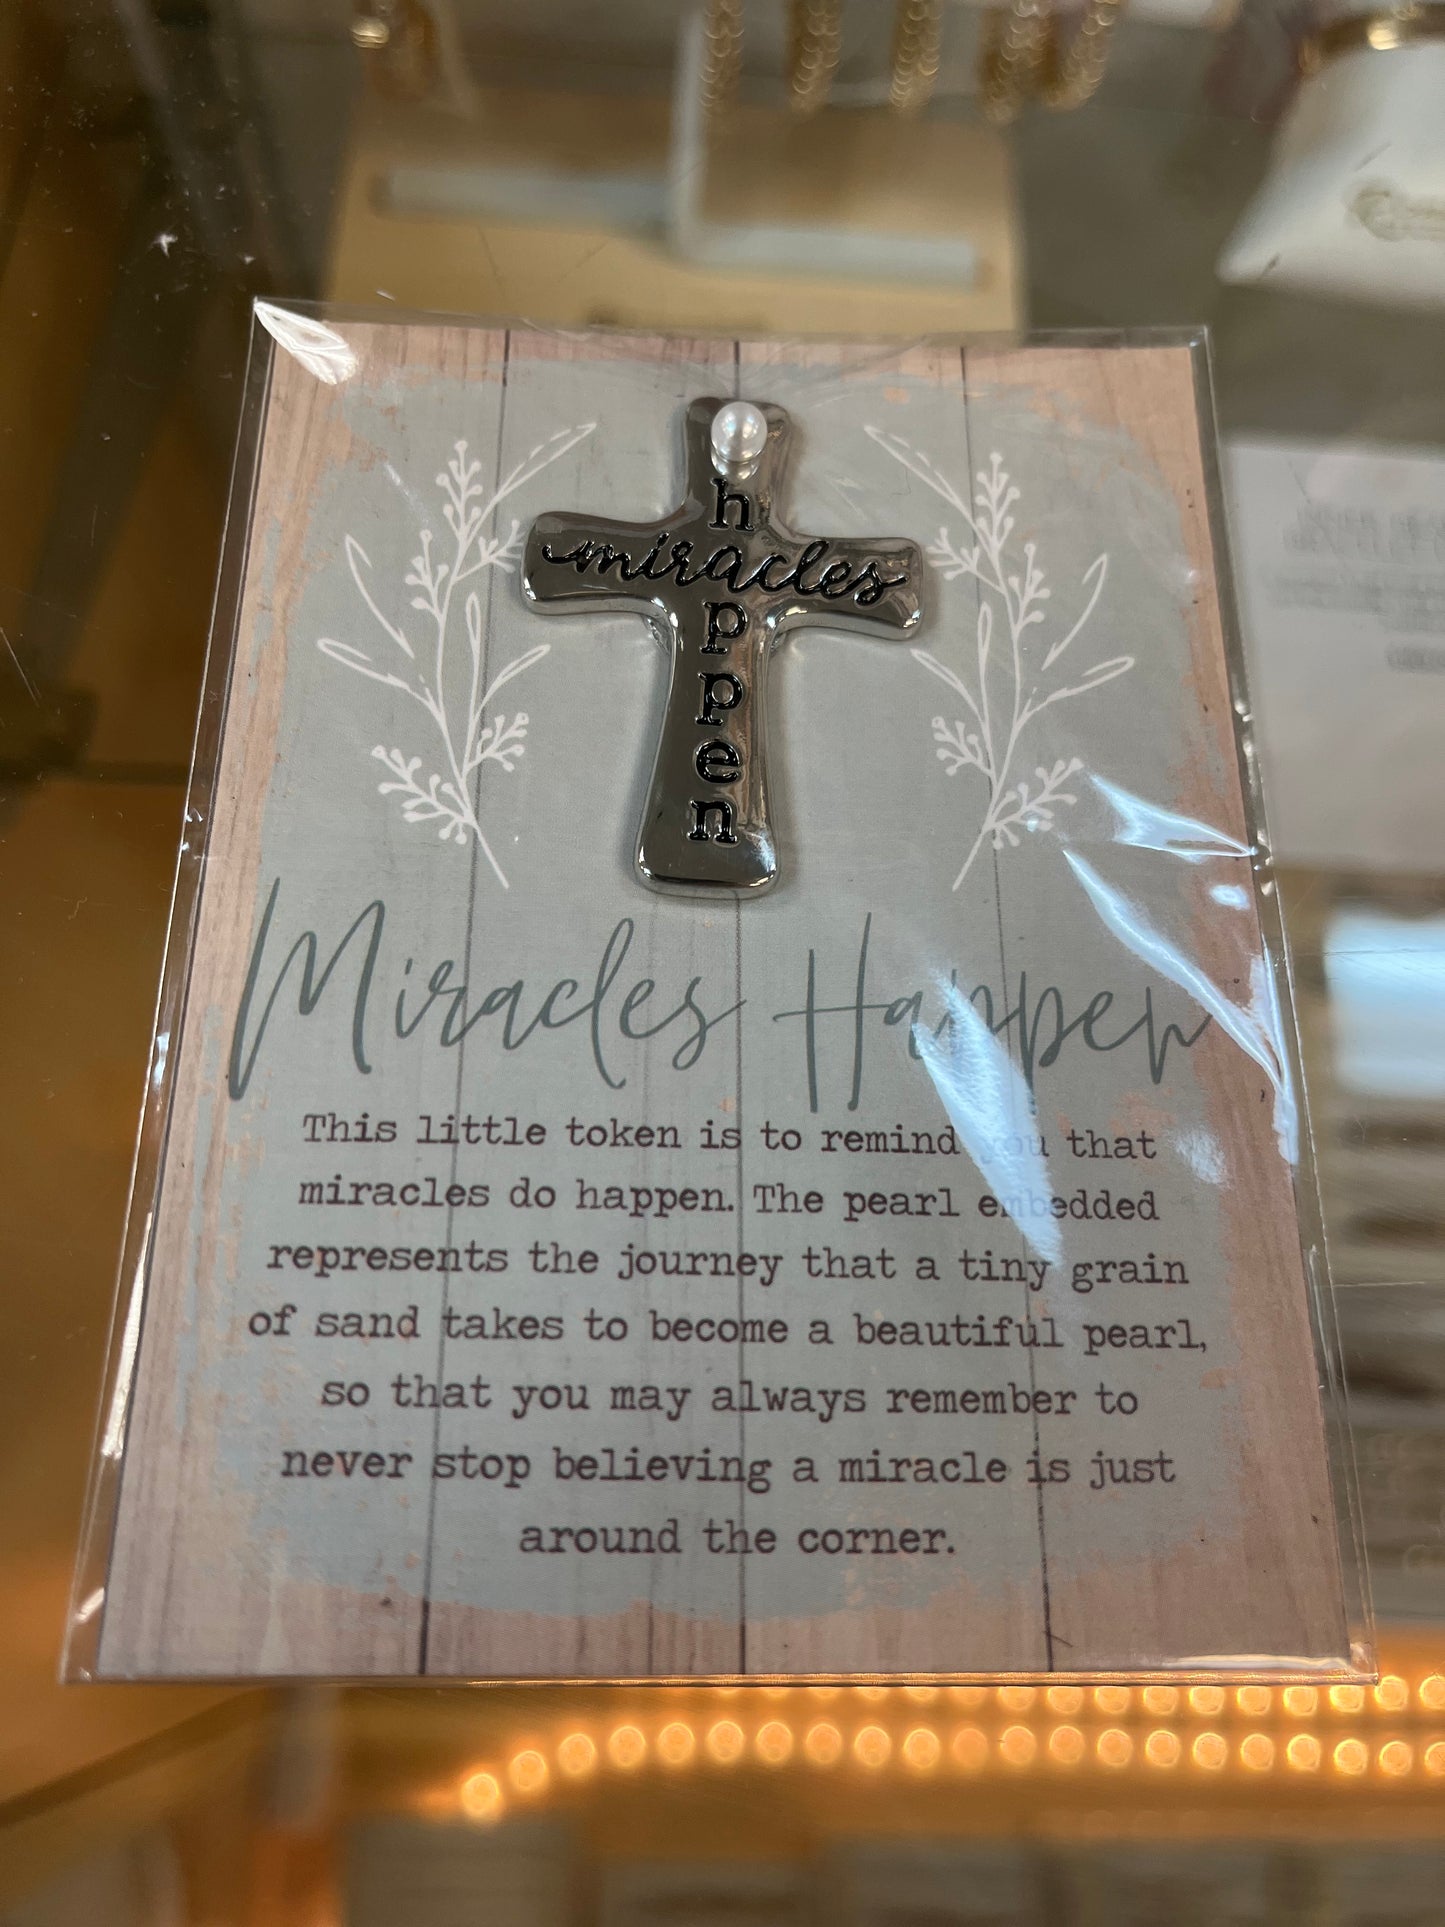 h
miracles
p
p
e
n
Miracles Happen
This little token is to remind you that
miracles do happen. The pearl embedded
represents the journey that a tiny grain
of sand takes to become a beautiful pearl,
so that you may always remember to
never stop believing a miracle is just
around the corner.